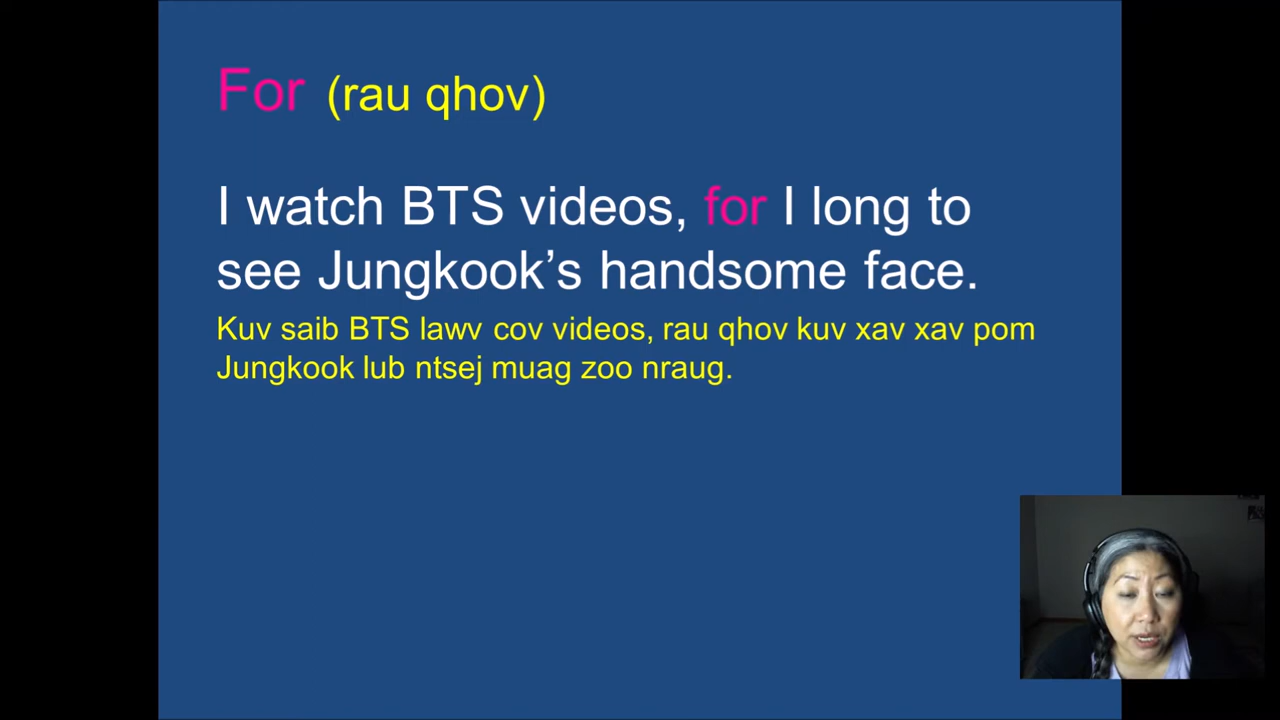 For (rau qhov)
I watch BTS videos, for I long to
see Jungkook’s handsome face.
Kuv saib BTS lawv cov videos, rau qhov kuv xav xav pom
Jungkook lub ntsej muag zoo nraug.